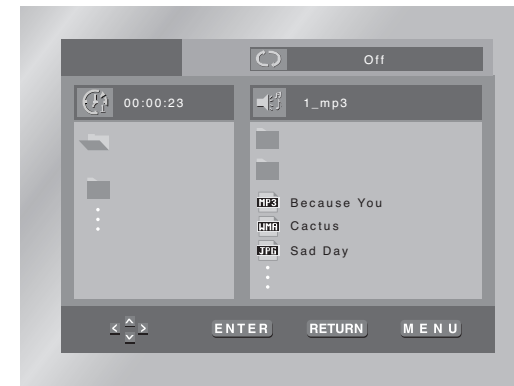 Off
00:00:23
1_mp3
MP3 Because You
WMA Cactus
JPG Sad Day
ENTER RETURN MENU